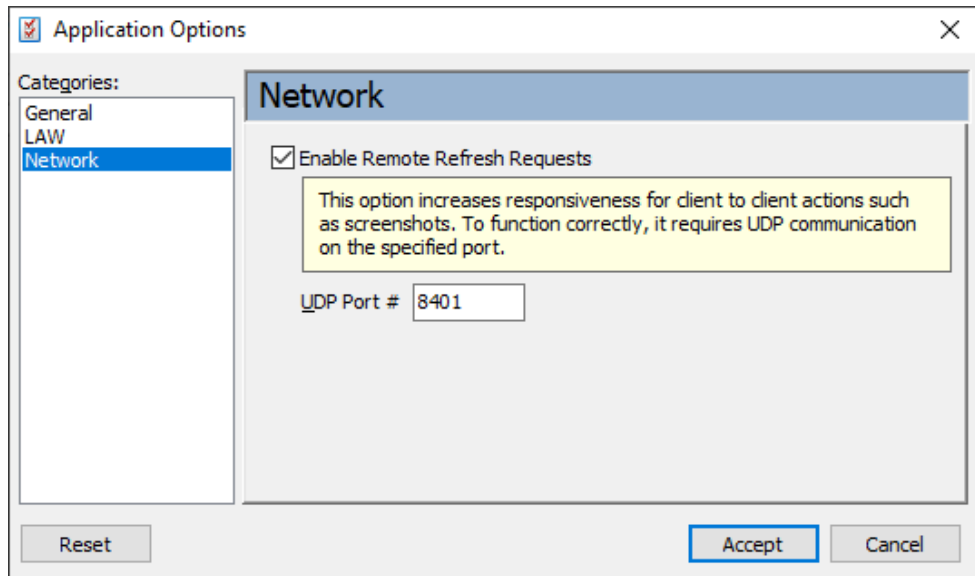 Application Options
Categories:
General
LAW
Network
Network
Enable Remote Refresh Requests
This option increases responsiveness for client to client actions such
as screenshots. To function correctly, it requires UDP communication
on the specified port.
UDP Port # 8401
Reset Accept Cancel